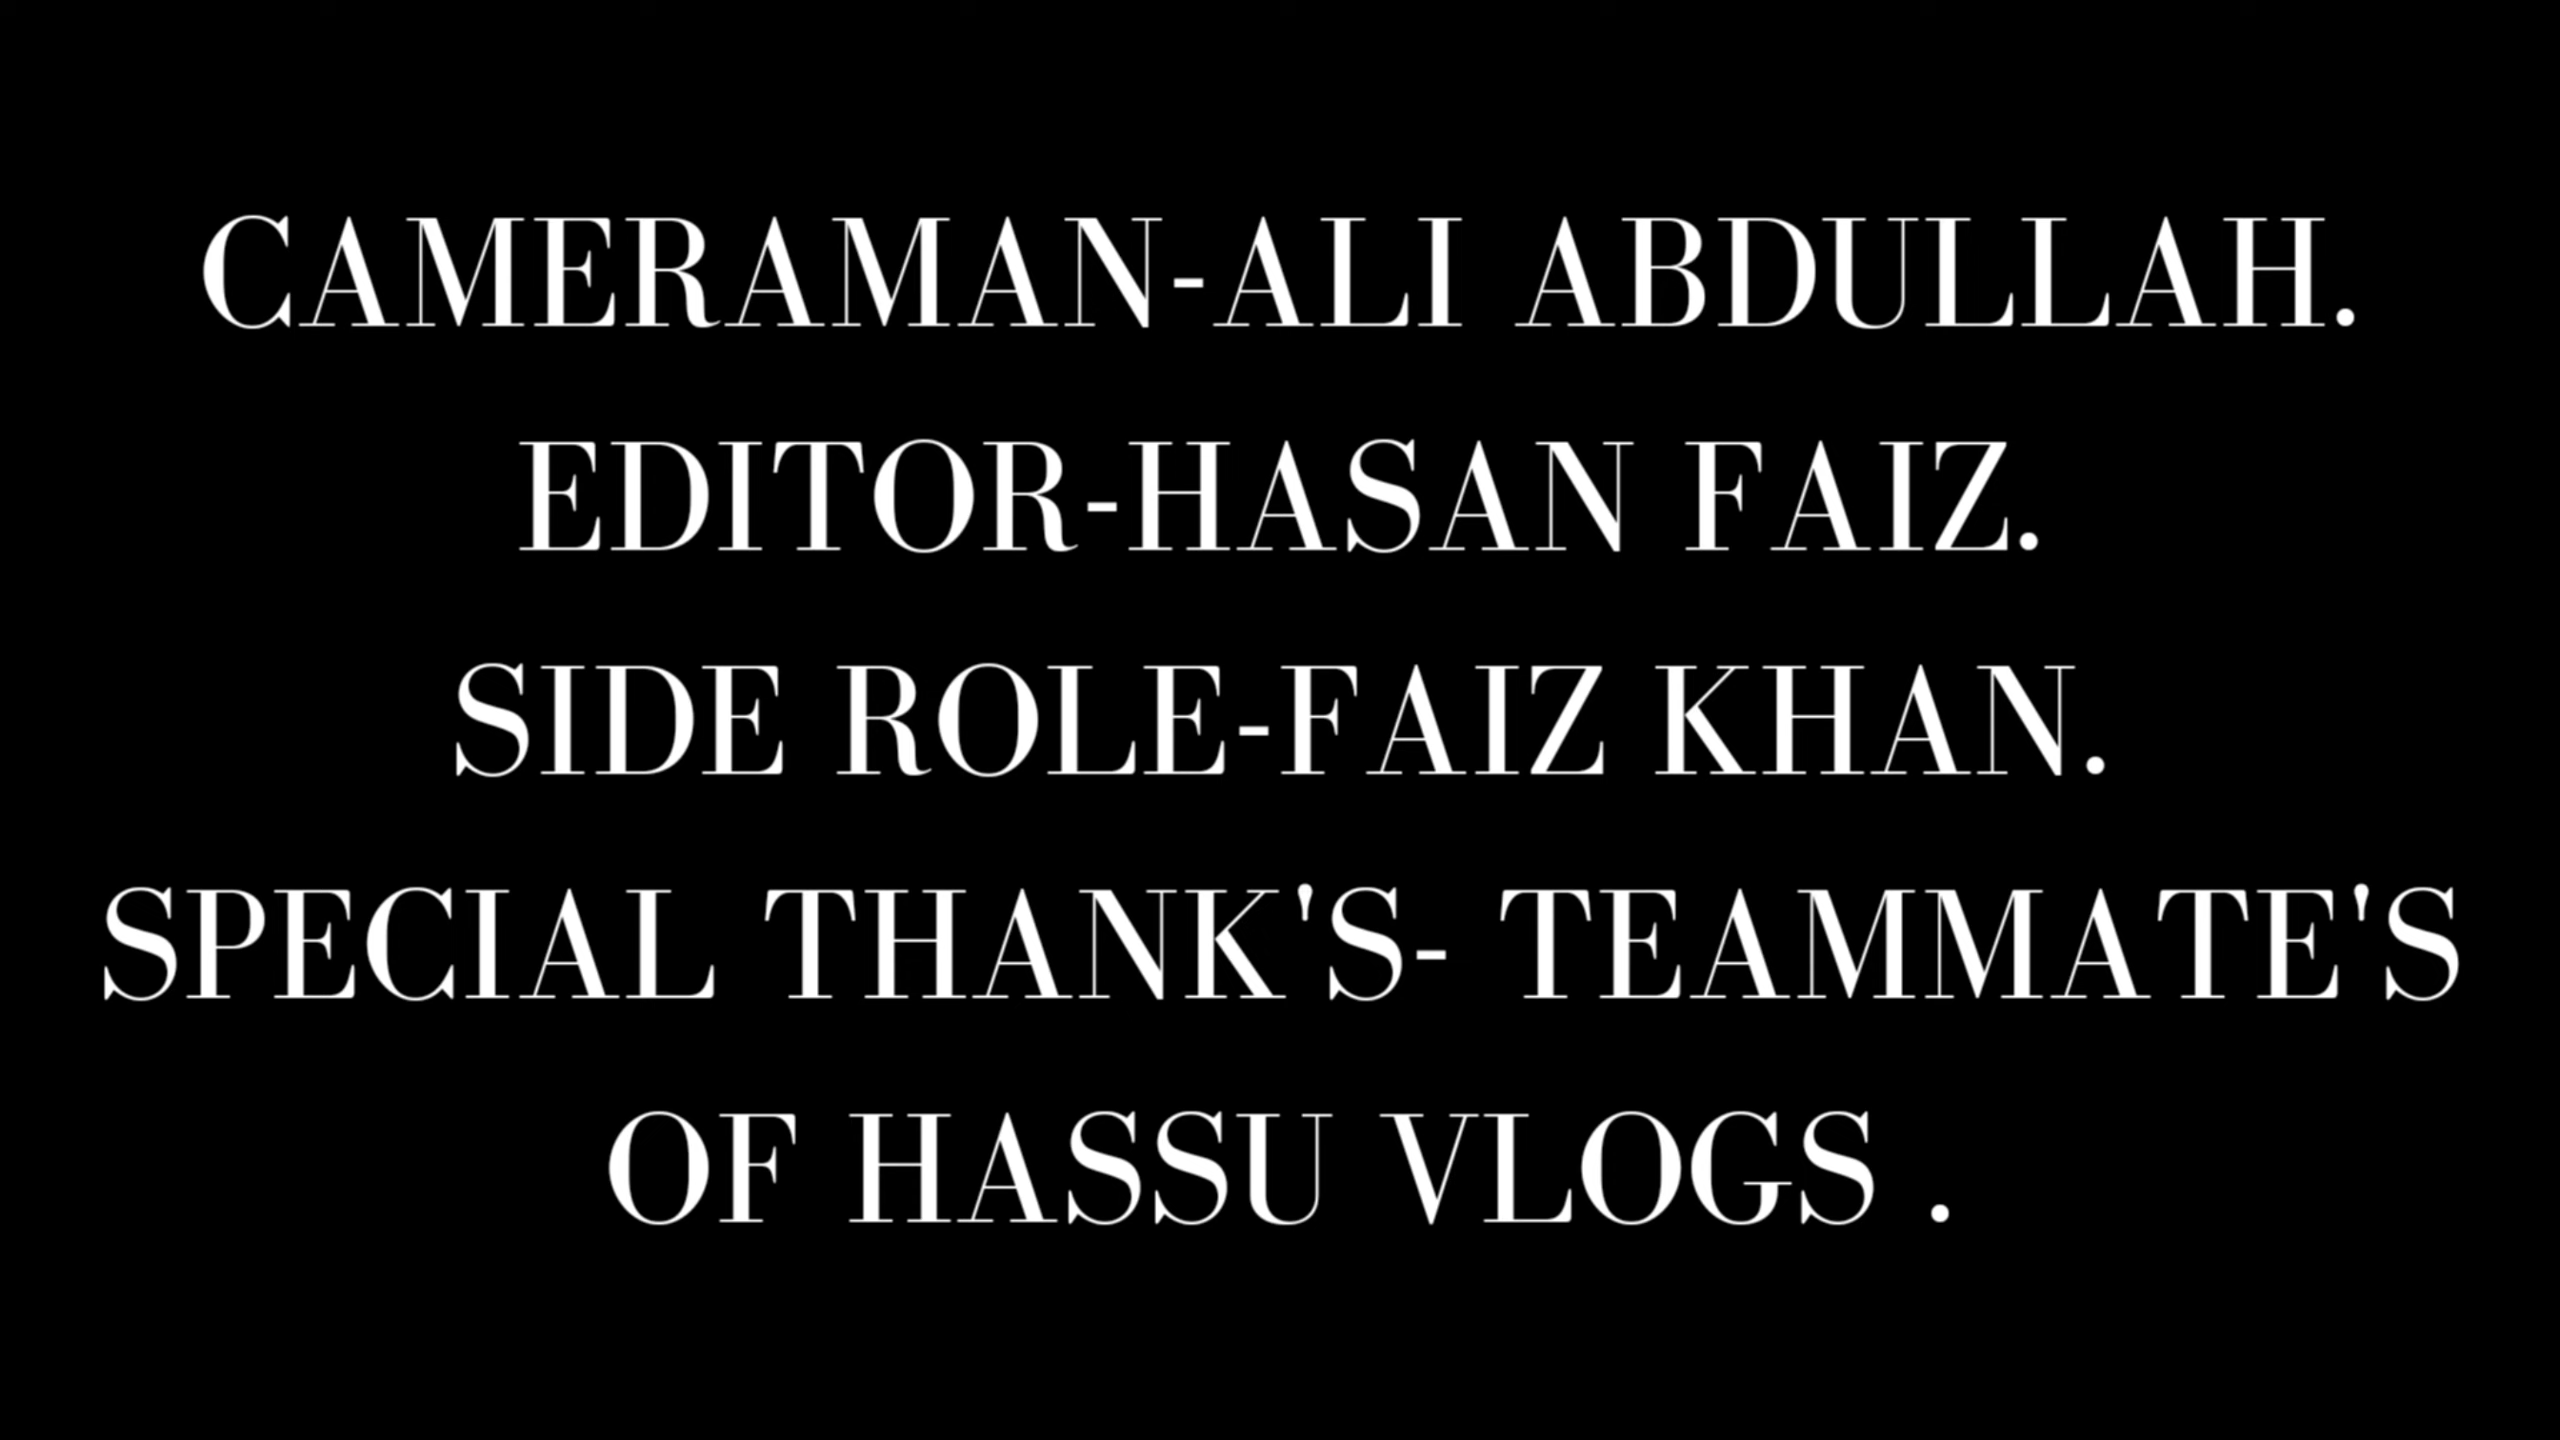 CAMERAMAN-ALI ABDULLAH.
EDITOR-HASAN FAIZ.
SIDE ROLE-FAIZ KHAN.
SPECIAL THANK'S- TEAMMATE'S
OF HASSU VLOGS .